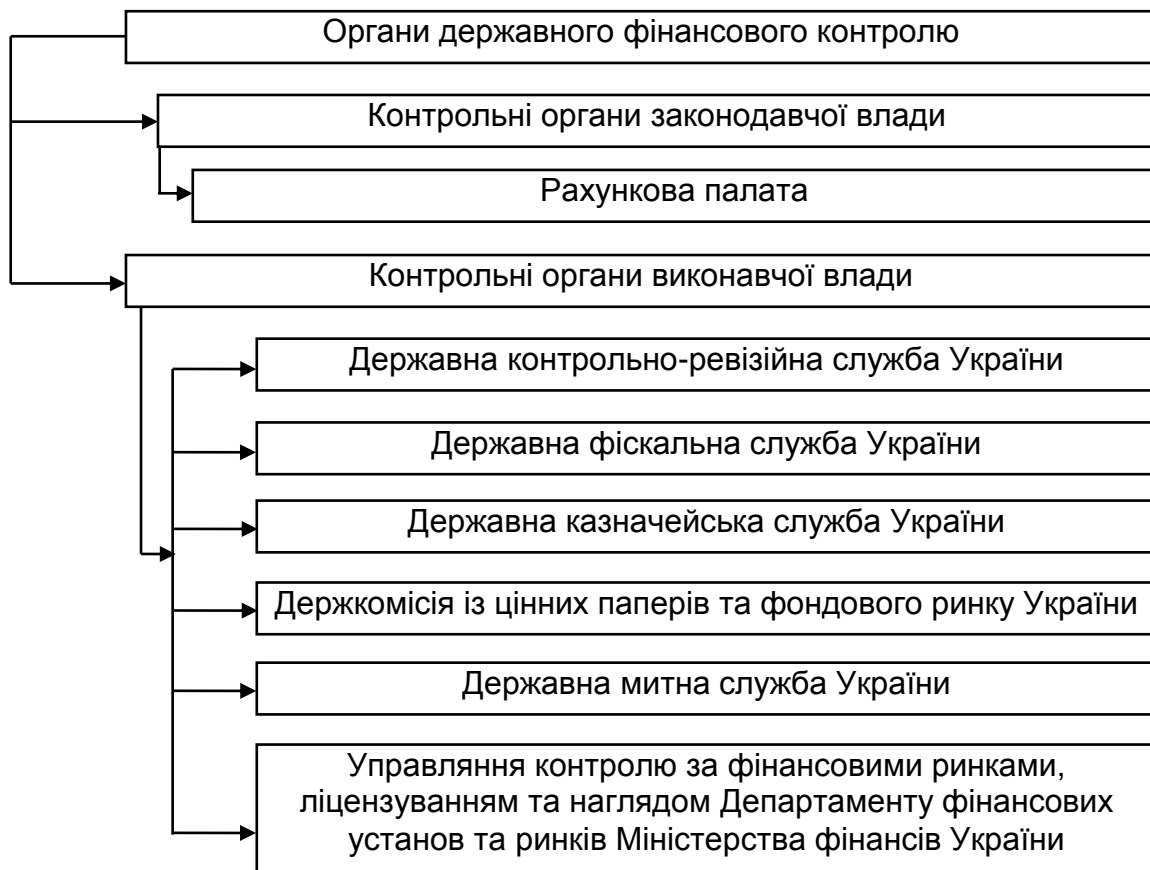 Органи державного фінансового контролю
Контрольні органи законодавчої влади
Рахункова палата
Контрольні органи виконавчої влади
Державна контрольно-ревізійна служба України
Державна фіскальна служба України
Державна казначейська служба України
Держкомісія із цінних паперів та фондового ринку України
Державна митна служба України
Управляння контролю за фінансовими ринками,
ліцензуванням та наглядом Департаменту фінансових
установ та ринків Міністерства фінансів України